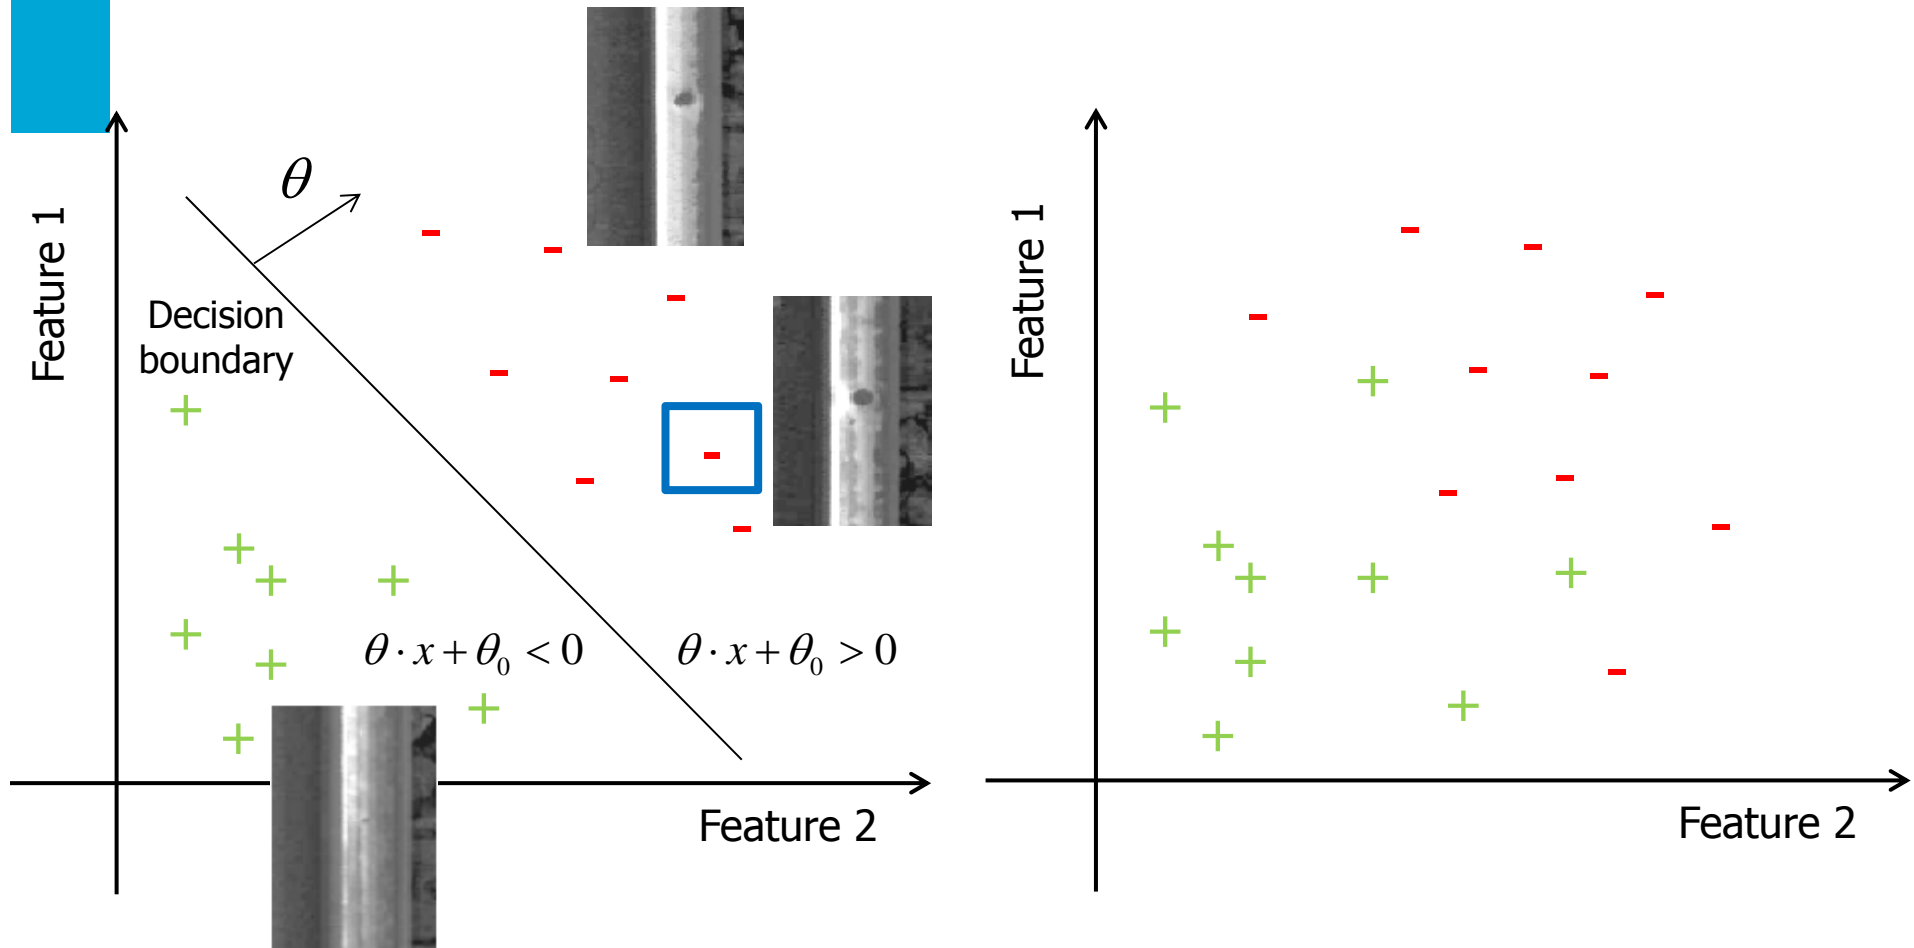 θ
Feature 1
Decision
boundary
θ · x + θ₀ < 0
θ · x + θ₀ > 0
Feature 2
Feature 1
Feature 2